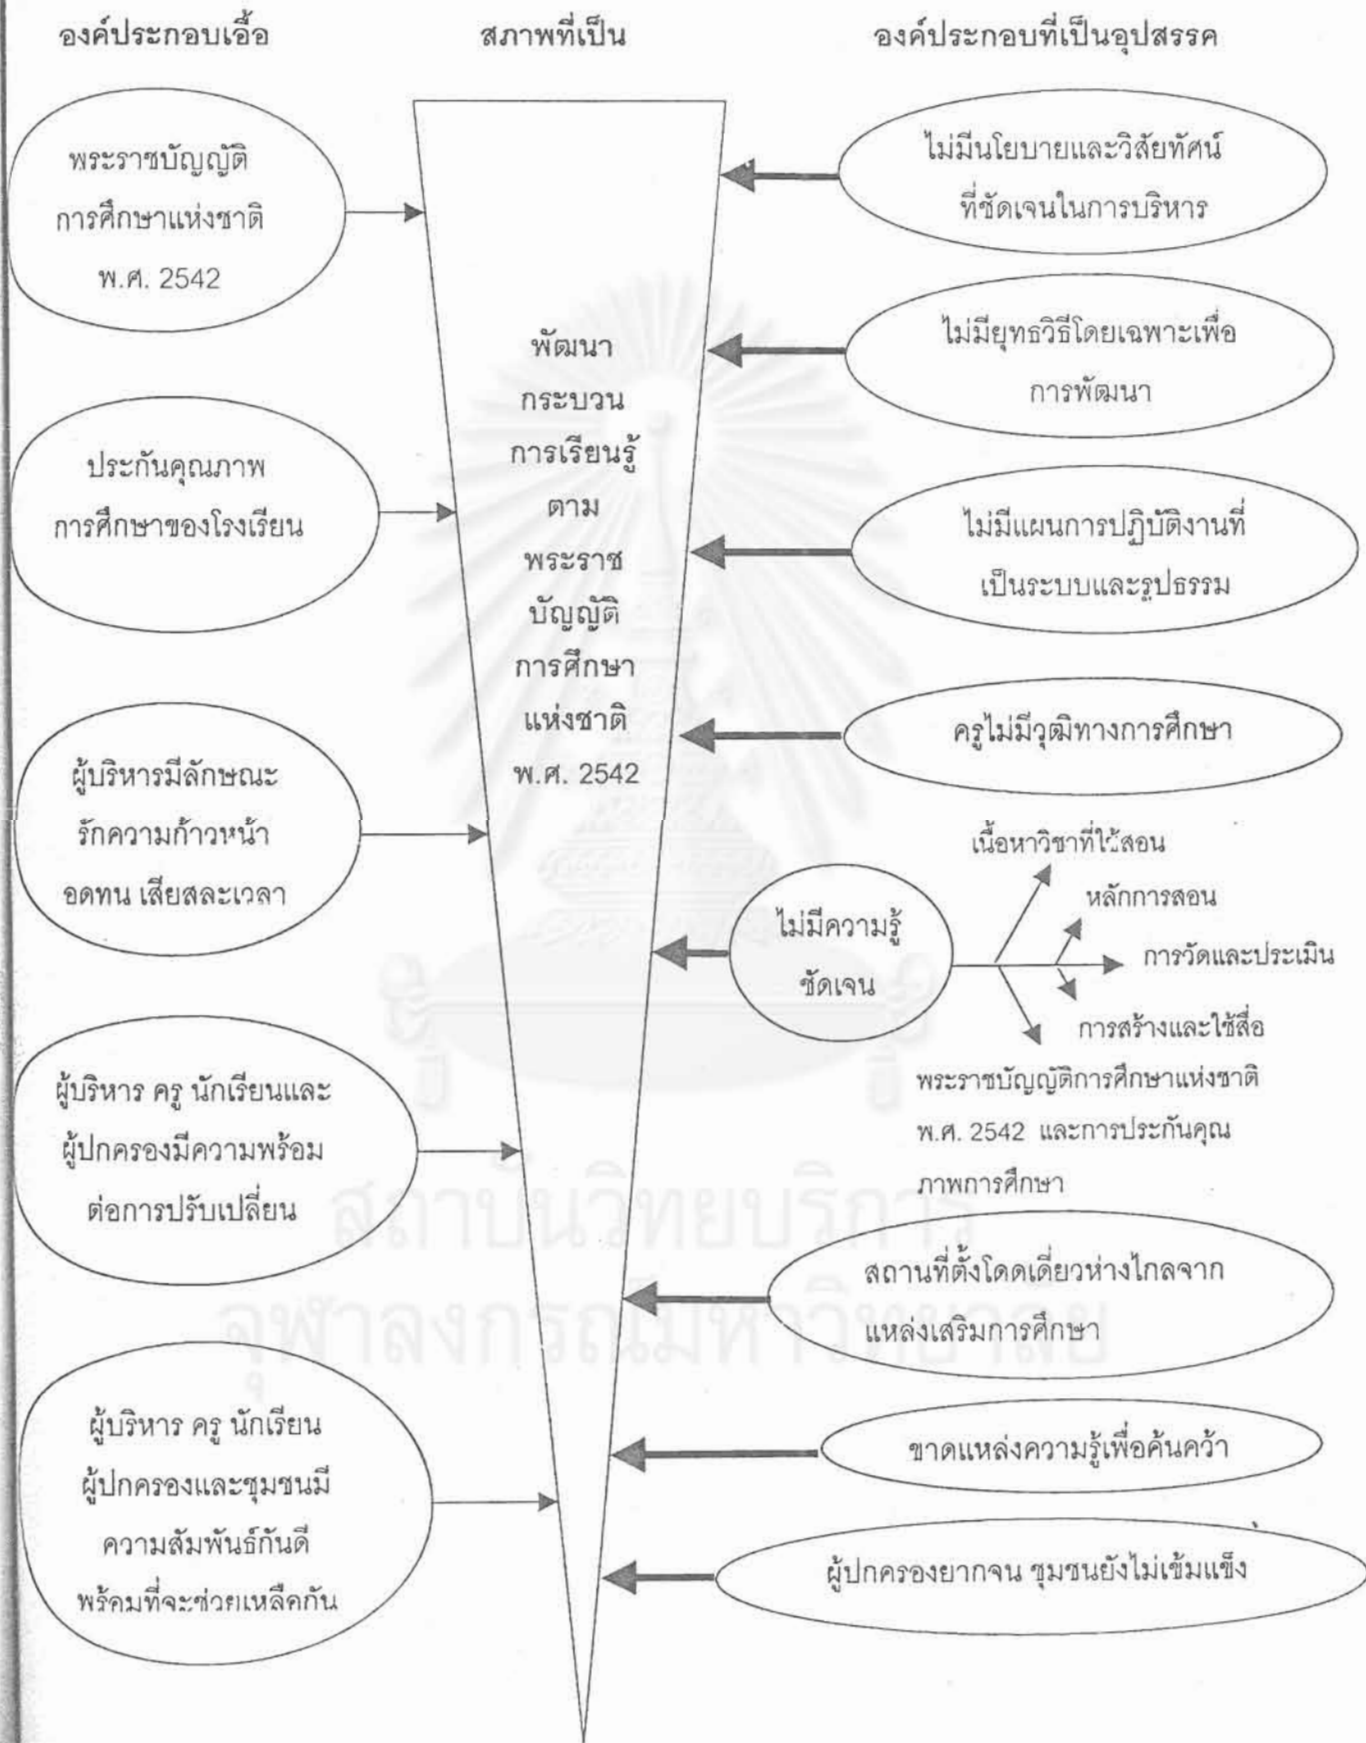 องค์ประกอบเอื้อ
สภาพที่เป็น
องค์ประกอบที่เป็นอุปสรรค
พระราชบัญญัติ
การศึกษาแห่งชาติ
พ.ศ. 2542
ประกันคุณภาพ
การศึกษาของโรงเรียน
ผู้บริหารมีลักษณะ
รักความก้าวหน้า
อดทน เสียสละเวลา
ผู้บริหาร ครู นักเรียนและ
ผู้ปกครองมีความพร้อม
ต่อการปรับเปลี่ยน
ผู้บริหาร ครู นักเรียน
ผู้ปกครองและชุมชนมี
ความสัมพันธ์กันดี
พร้อมที่จะช่วยเหลือกัน
พัฒนา
กระบวน
การเรียนรู้
ตาม
พระราช
บัญญัติ
การศึกษา
แห่งชาติ
พ.ศ. 2542
ไม่มีนโยบายและวิสัยทัศน์
ที่ชัดเจนในการบริหาร
ไม่มียุทธวิธีโดยเฉพาะเพื่อ
การพัฒนา
ไม่มีแผนการปฏิบัติงานที่
เป็นระบบและรูปธรรม
ครูไม่มีวุฒิทางการศึกษา
ไม่มีความรู้
ชัดเจน
เนื้อหาวิชาที่ใช้สอน
หลักการสอน
การวัดและประเมิน
การสร้างและใช้สื่อ
พระราชบัญญัติการศึกษาแห่งชาติ
พ.ศ. 2542 และการประกันคุณ
ภาพการศึกษา
สถานที่ตั้งโดดเดี่ยวห่างไกลจาก
แหล่งเสริมการศึกษา
ขาดแหล่งความรู้เพื่อค้นคว้า
ผู้ปกครองยากจน ชุมชนยังไม่เข้มแข็ง
สถาบันวิทยบริการ
จุฬาลงกรณ์มหาวิทยาลัย